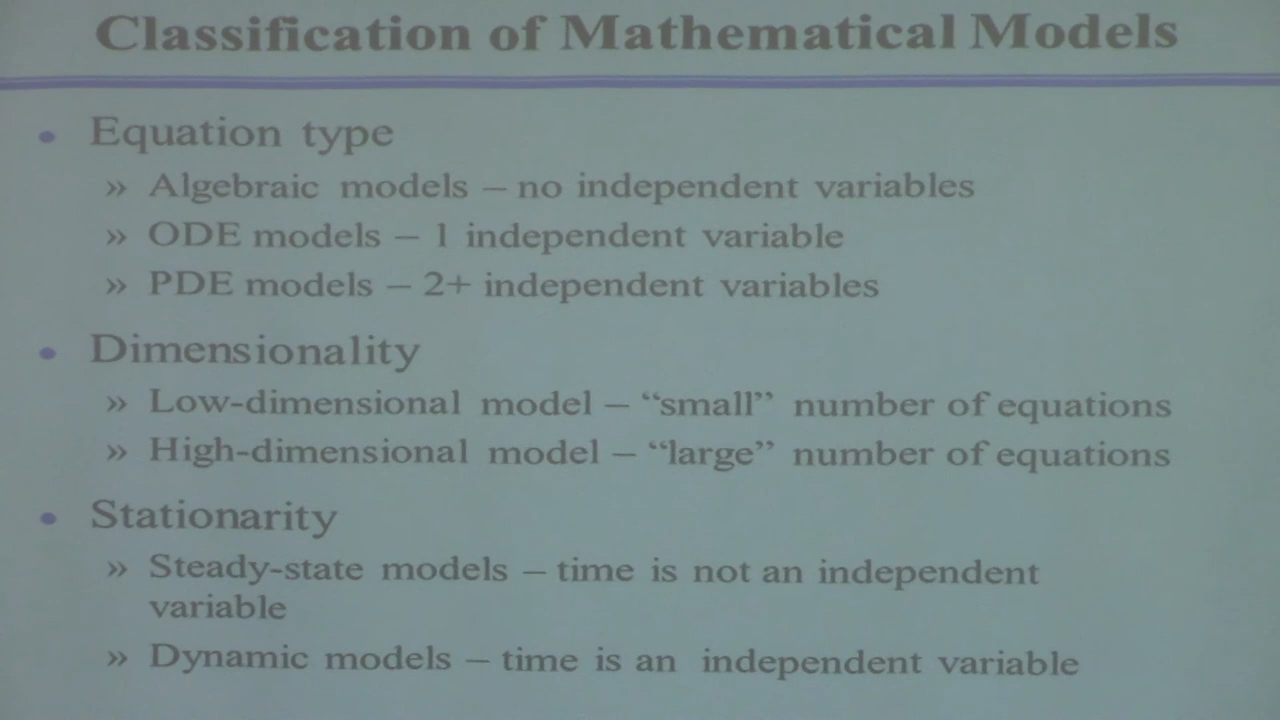 Classification of Mathematical Models
• Equation type
» Algebraic models – no independent variables
» ODE models – 1 independent variable
» PDE models – 2+ independent variables
• Dimensionality
» Low-dimensional model – “small” number of equations
» High-dimensional model – “large” number of equations
• Stationarity
» Steady-state models – time is not an independent
variable
» Dynamic models – time is an independent variable